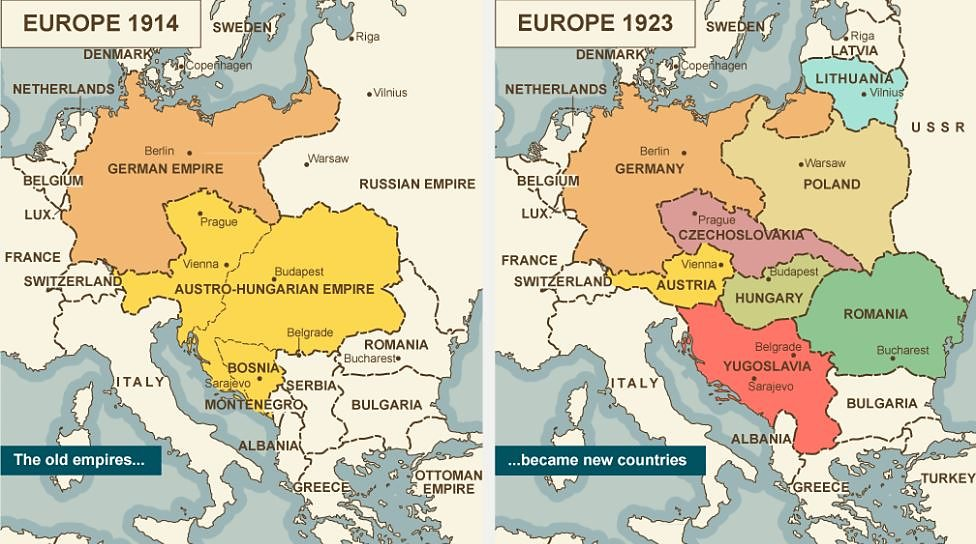 EUROPE 1914
SWEDEN
Riga
DENMARK
Copenhagen
NETHERLANDS
Vilnius
Berlin
GERMAN EMPIRE
Warsaw
BELGIUM
RUSSIAN EMPIRE
LUX.
Prague
FRANCE
Vienna
Budapest
SWITZERLAND
AUSTRO-HUNGARIAN EMPIRE
Belgrade
ROMANIA
Bucharest
BOSNIA
ITALY
Sarajevo
SERBIA
MONTENEGRO
BULGARIA
ALBANIA
The old empires...
OTTOMAN
EMPIRE
GREECE
EUROPE 1923
SWEDEN
Riga
LATVIA
DENMARK
Copenhagen
LITHUANIA
NETHERLANDS
Vilnius
USSR
Berlin
GERMANY
Warsaw
BELGIUM
POLAND
LUX.
Prague
CZECHOSLOVAKIA
FRANCE
Vienna
Budapest
SWITZERLAND
AUSTRIA
HUNGARY
ROMANIA
Belgrade
Bucharest
YUGOSLAVIA
ITALY
Sarajevo
BULGARIA
ALBANIA
...became new countries
TURKEY
GREECE